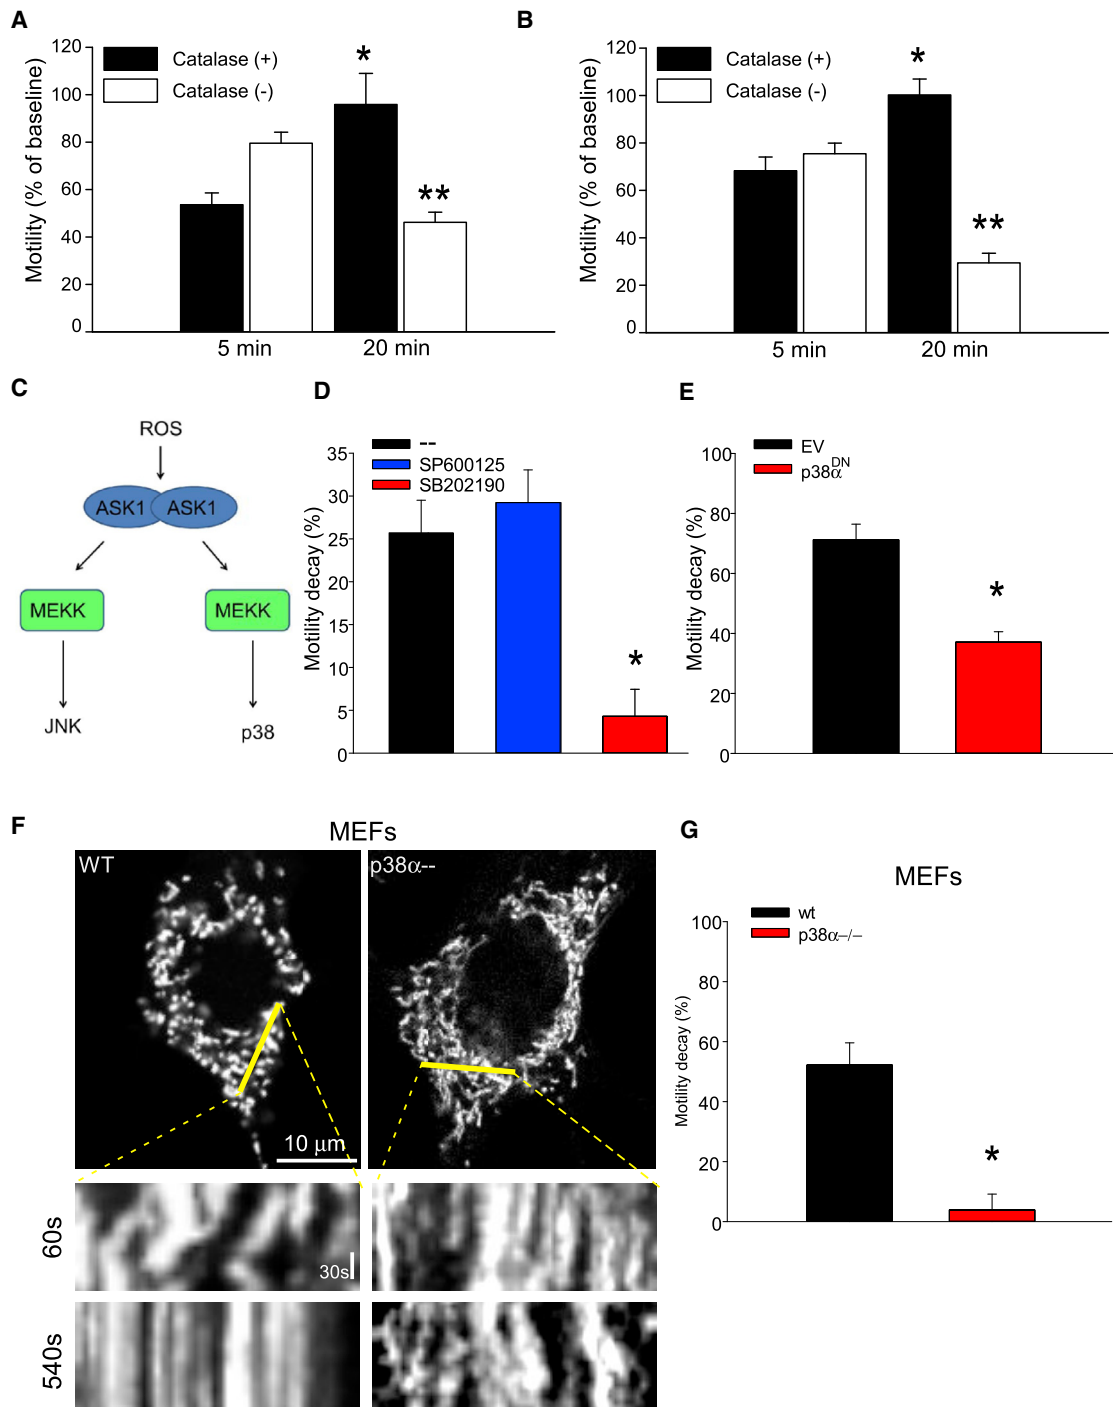 A
Motility (% of baseline)
120
100
80
60
40
20
0
Catalase (+)
Catalase (-)
*
**
5 min
20 min
B
Motility (% of baseline)
120
100
80
60
40
20
0
Catalase (+)
Catalase (-)
*
**
5 min
20 min
C
ROS
ASK1
ASK1
MEKK
MEKK
JNK
p38
D
Motility decay (%)
35
30
25
20
15
10
5
0
--
SP600125
SB202190
*
E
Motility decay (%)
100
80
60
40
20
0
EV
p38α^DN
*
F
MEFs
WT
p38α--
10 μm
60s
30s
540s
G
MEFs
Motility decay (%)
100
80
60
40
20
0
wt
p38α−/−
*